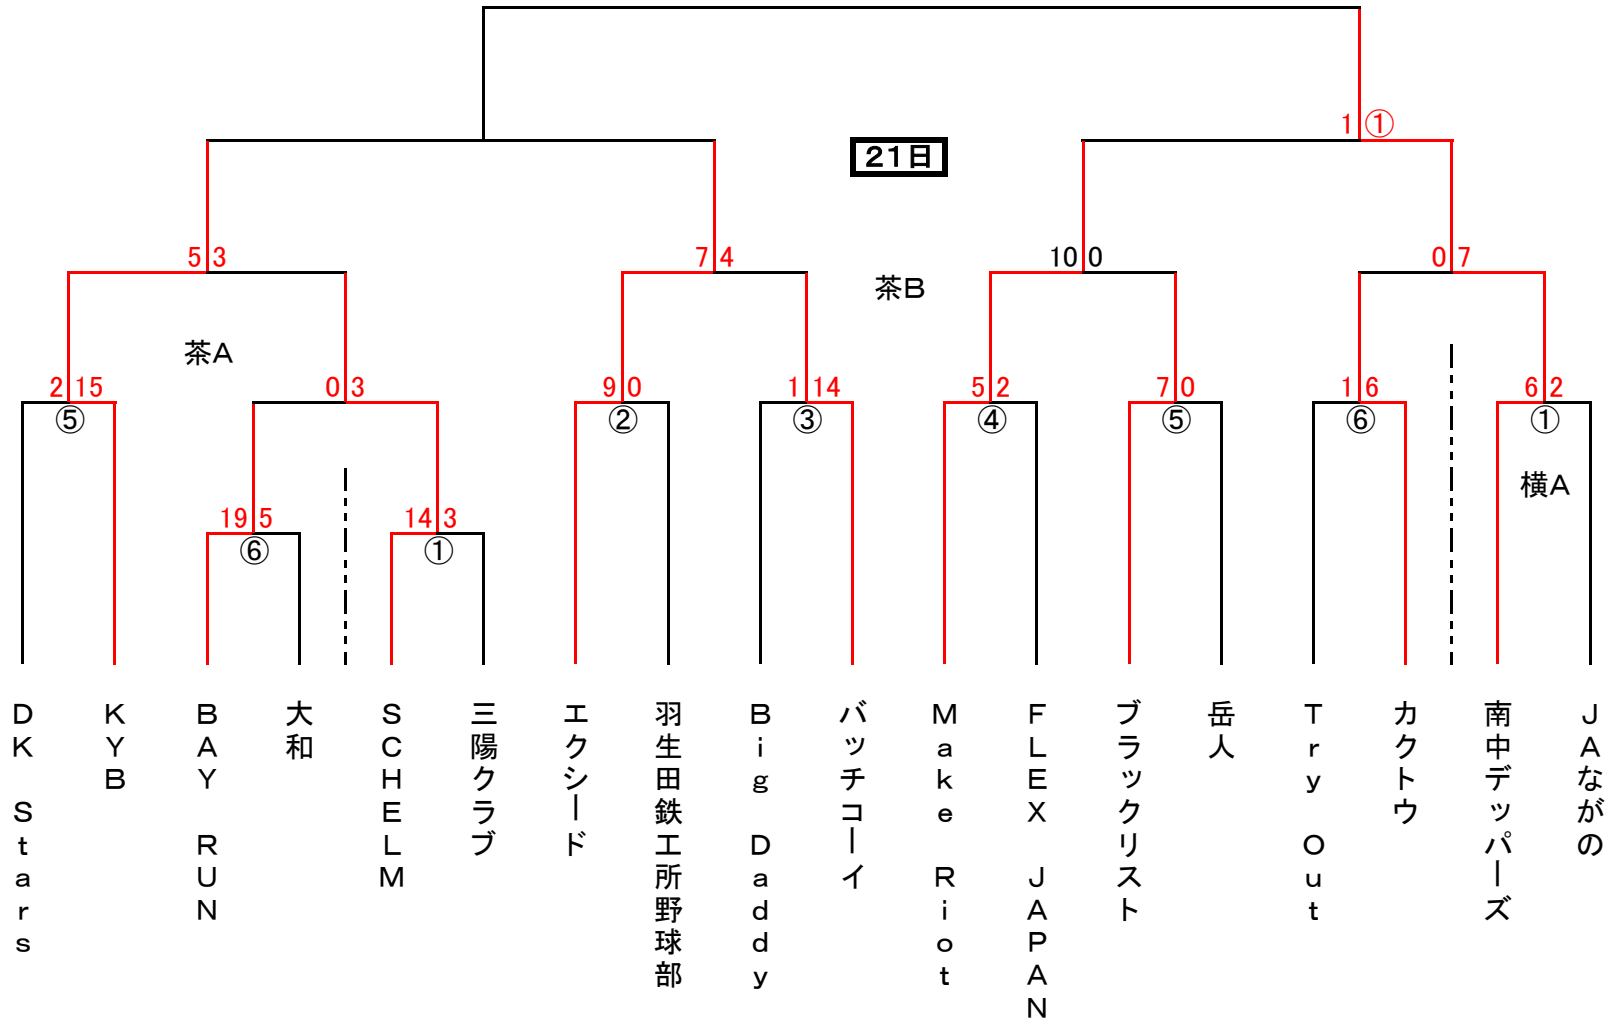 1 ①
21日
5 3
7 4
10 0
0 7
茶B
茶A
2 15
0 3
9 0
1 14
5 2
7 0
1 6
6 2
⑤
②
③
④
⑤
⑥
①
横A
19 5
14 3
⑥
①
DK Stars
KYB
BAY RUN
大和
SCHELM
三陽クラブ
エクシード
羽生田鉄工所野球部
Big Daddy
バッチコーイ
Make Riot
FLEX JAPAN
ブラックリスト
岳人
Try Out
カクトウ
南中デッパーズ
JAながの